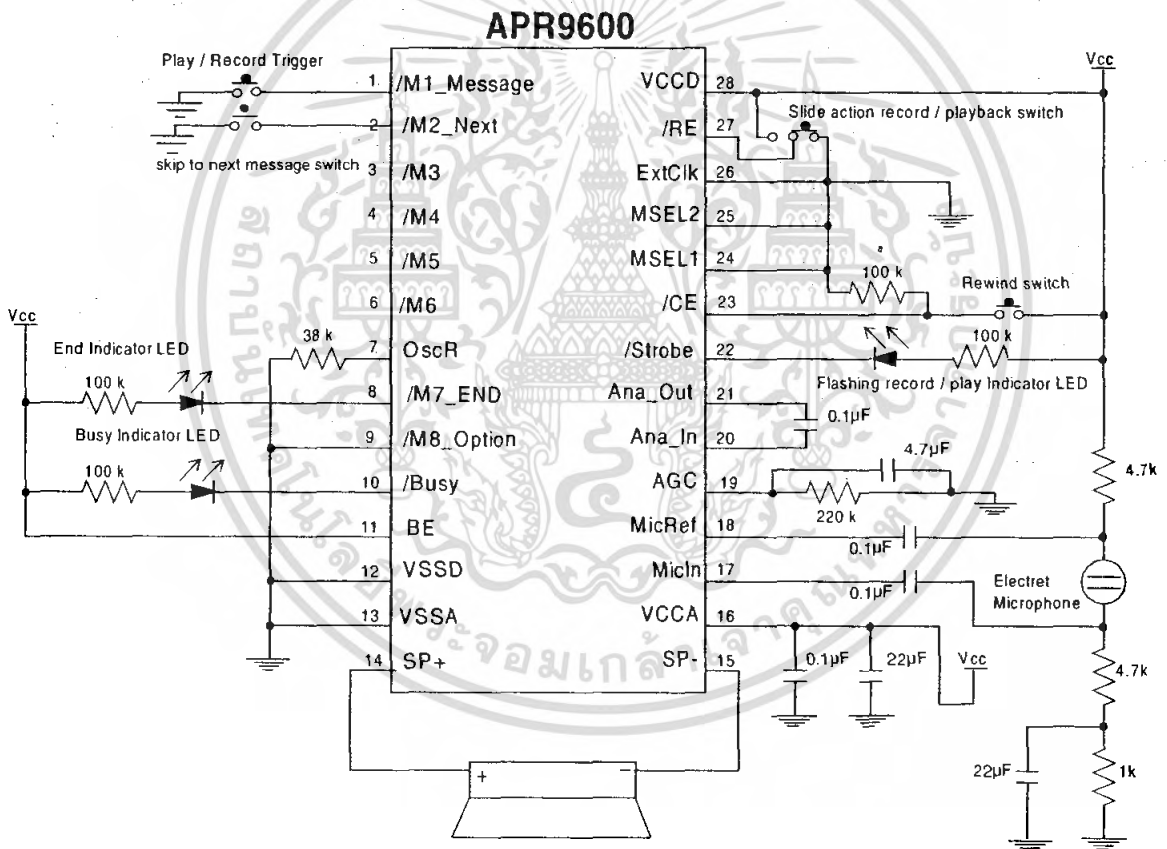 APR9600
Play / Record Trigger
1 /M1_Message
2 /M2_Next
skip to next message switch
3 /M3
4 /M4
5 /M5
6 /M6
38 k
7 OscR
Vcc
End Indicator LED
100 k
8 /M7_END
9 /M8_Option
Busy Indicator LED
100 k
10 /Busy
11 BE
12 VSSD
13 VSSA
14 SP+
VCCD 28
Vcc
Slide action record / playback switch
/RE 27
ExtClk 26
MSEL2 25
MSEL1 24
100 k
Rewind switch
/CE 23
/Strobe 22
100 k
Flashing record / play Indicator LED
Ana_Out 21
0.1µF
Ana_In 20
4.7µF
AGC 19
220 k
4.7k
MicRef 18
0.1µF
MicIn 17
0.1µF
Electret
Microphone
VCCA 16
0.1µF
22µF
Vcc
SP- 15
4.7k
22µF
1k
+ −